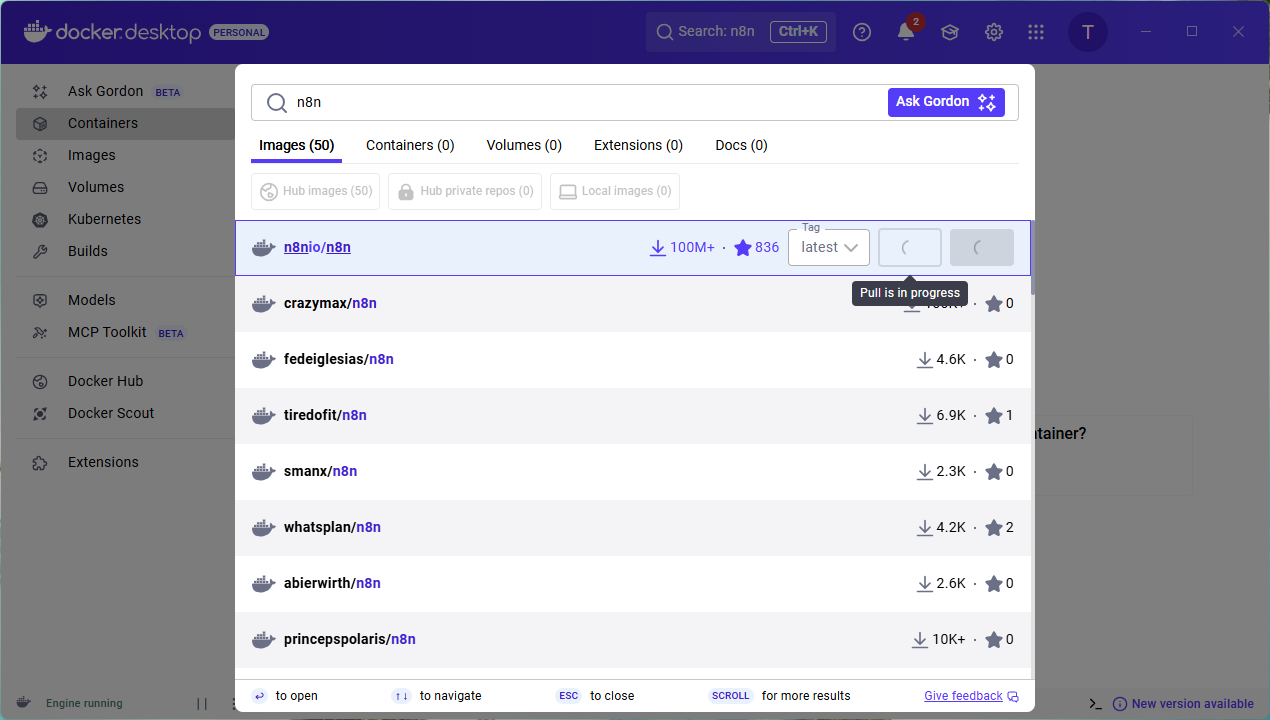 docker.desktop PERSONAL
Search: n8n Ctrl+K
2
T
Ask Gordon BETA
Containers
Images
Volumes
Kubernetes
Builds
Models
MCP Toolkit BETA
Docker Hub
Docker Scout
Extensions
n8n
Ask Gordon
Images (50) Containers (0) Volumes (0) Extensions (0) Docs (0)
Hub images (50) Hub private repos (0) Local images (0)
n8nio/n8n 100M+ · 836 Tag latest
Pull is in progress
crazymax/n8n · 0
fedeiglesias/n8n 4.6K · 0
tiredofit/n8n 6.9K · 1
smanx/n8n 2.3K · 0
whatsplan/n8n 4.2K · 2
abierwirth/n8n 2.6K · 0
princepspolaris/n8n 10K+ · 0
↩ to open ↑↓ to navigate ESC to close SCROLL for more results Give feedback
Engine running
New version available